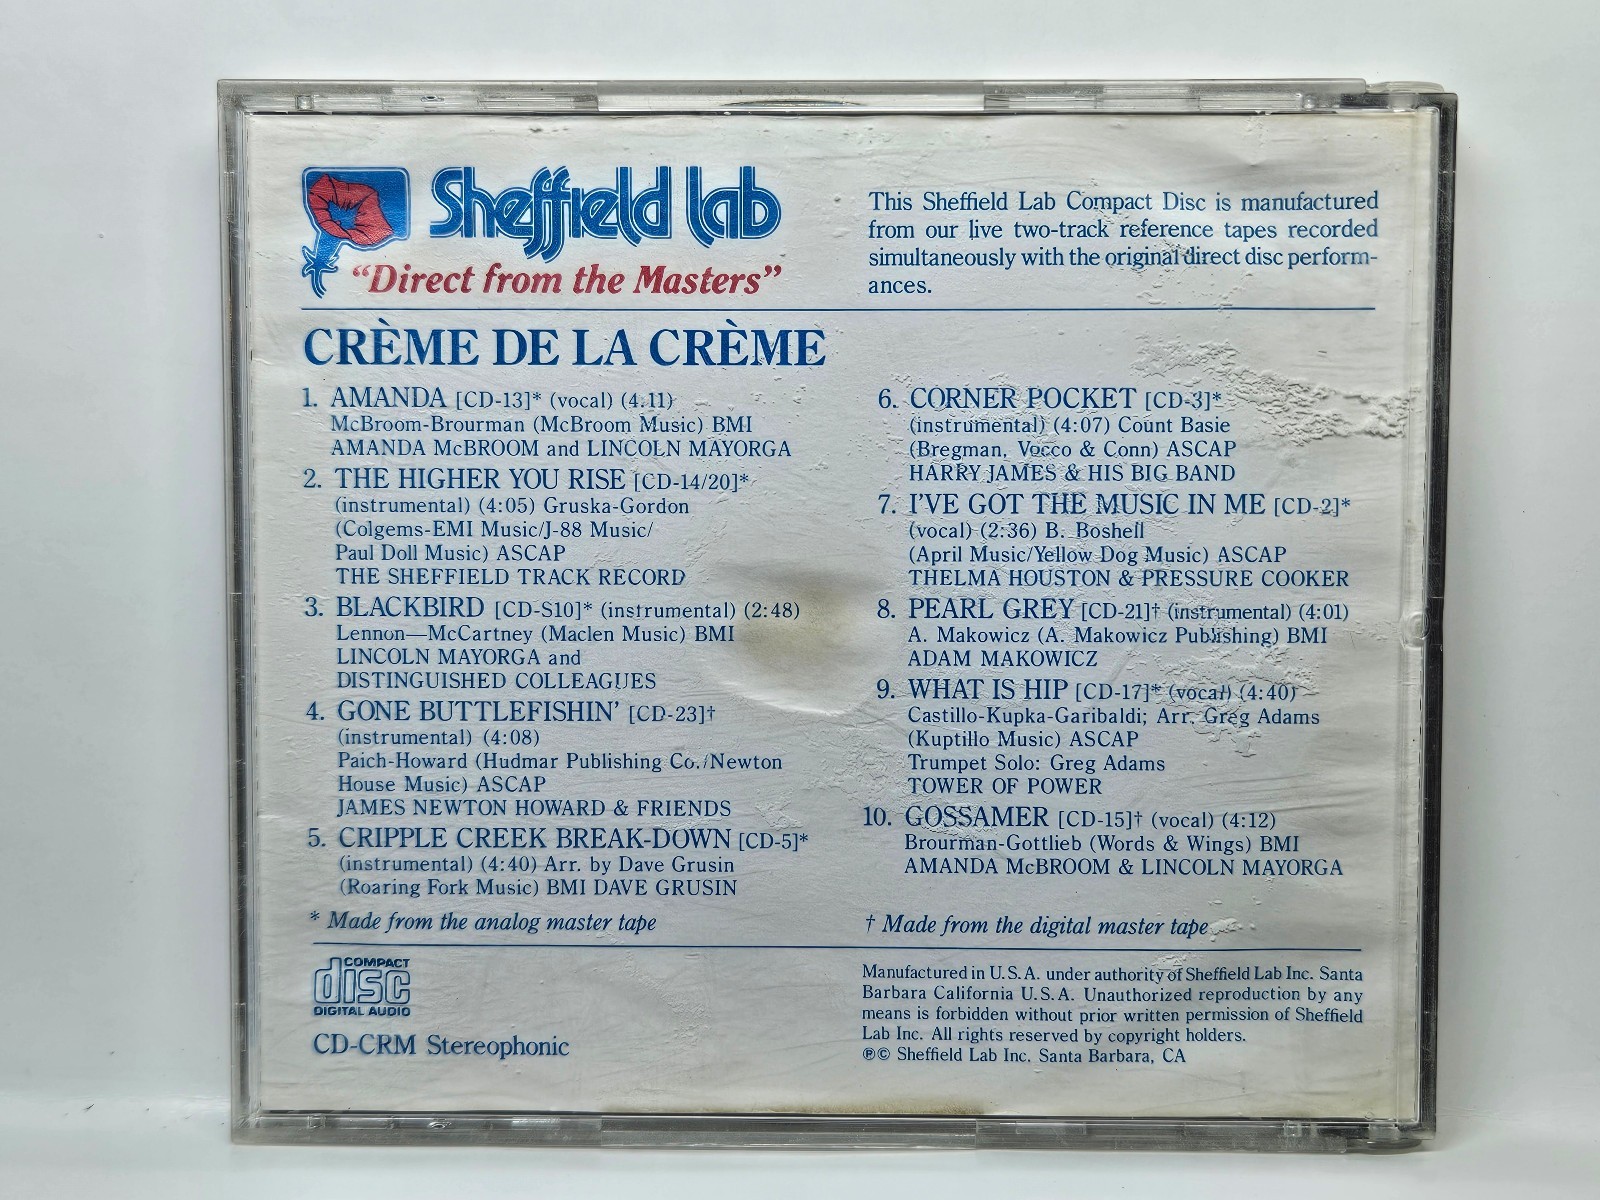 Sheffield Lab
“Direct from the Masters”
This Sheffield Lab Compact Disc is manufactured
from our live two-track reference tapes recorded
simultaneously with the original direct disc perform-
ances.
CRÈME DE LA CRÈME
1. AMANDA [CD-13]* (vocal) (4:11)
McBroom-Brourman (McBroom Music) BMI
AMANDA McBROOM and LINCOLN MAYORGA
2. THE HIGHER YOU RISE [CD-14/20]*
(instrumental) (4:05) Gruska-Gordon
(Colgems-EMI Music/J-88 Music/
Paul Doll Music) ASCAP
THE SHEFFIELD TRACK RECORD
3. BLACKBIRD [CD-S10]* (instrumental) (2:48)
Lennon—McCartney (Maclen Music) BMI
LINCOLN MAYORGA and
DISTINGUISHED COLLEAGUES
4. GONE BUTTLEFISHIN’ [CD-23]†
(instrumental) (4:08)
Paich-Howard (Hudmar Publishing Co./Newton
House Music) ASCAP
JAMES NEWTON HOWARD & FRIENDS
5. CRIPPLE CREEK BREAK-DOWN [CD-5]*
(instrumental) (4:40) Arr. by Dave Grusin
(Roaring Fork Music) BMI DAVE GRUSIN
6. CORNER POCKET [CD-3]*
(instrumental) (4:07) Count Basie
(Bregman, Vocco & Conn) ASCAP
HARRY JAMES & HIS BIG BAND
7. I’VE GOT THE MUSIC IN ME [CD-2]*
(vocal) (2:36) B. Boshell
(April Music/Yellow Dog Music) ASCAP
THELMA HOUSTON & PRESSURE COOKER
8. PEARL GREY [CD-21]† (instrumental) (4:01)
A. Makowicz (A. Makowicz Publishing) BMI
ADAM MAKOWICZ
9. WHAT IS HIP [CD-17]* (vocal) (4:40)
Castillo-Kupka-Garibaldi; Arr. Greg Adams
(Kuptillo Music) ASCAP
Trumpet Solo: Greg Adams
TOWER OF POWER
10. GOSSAMER [CD-15]† (vocal) (4:12)
Brourman-Gottlieb (Words & Wings) BMI
AMANDA McBROOM & LINCOLN MAYORGA
* Made from the analog master tape
† Made from the digital master tape
COMPACT
disc
DIGITAL AUDIO
CD-CRM Stereophonic
Manufactured in U.S.A. under authority of Sheffield Lab Inc. Santa
Barbara California U.S.A. Unauthorized reproduction by any
means is forbidden without prior written permission of Sheffield
Lab Inc. All rights reserved by copyright holders.
℗© Sheffield Lab Inc. Santa Barbara, CA